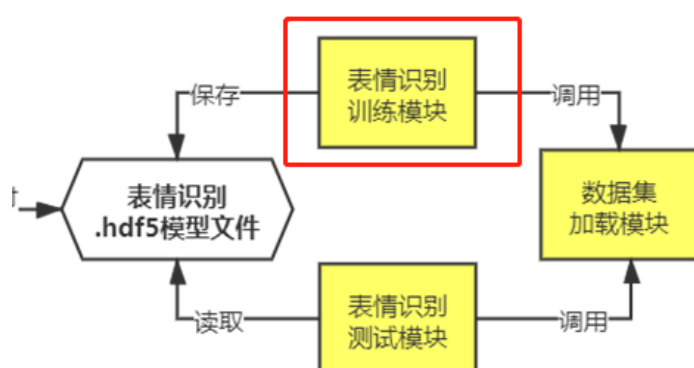 表情识别
训练模块
保存
调用
表情识别
.hdf5模型文件
数据集
加载模块
读取
表情识别
测试模块
调用